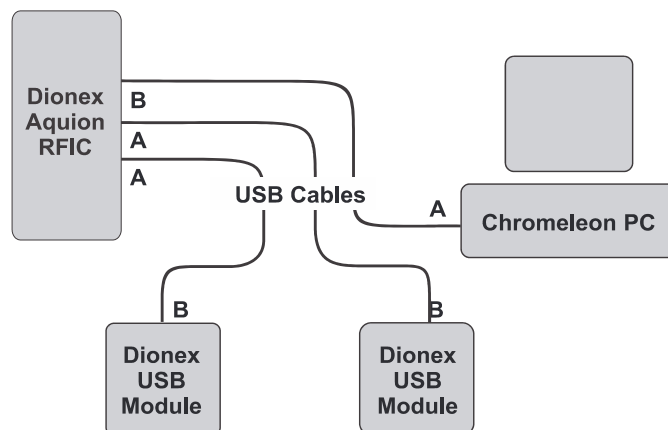 Dionex
Aquion
RFIC
B
A
A
USB Cables
A
Chromeleon PC
B
B
Dionex
USB
Module
Dionex
USB
Module